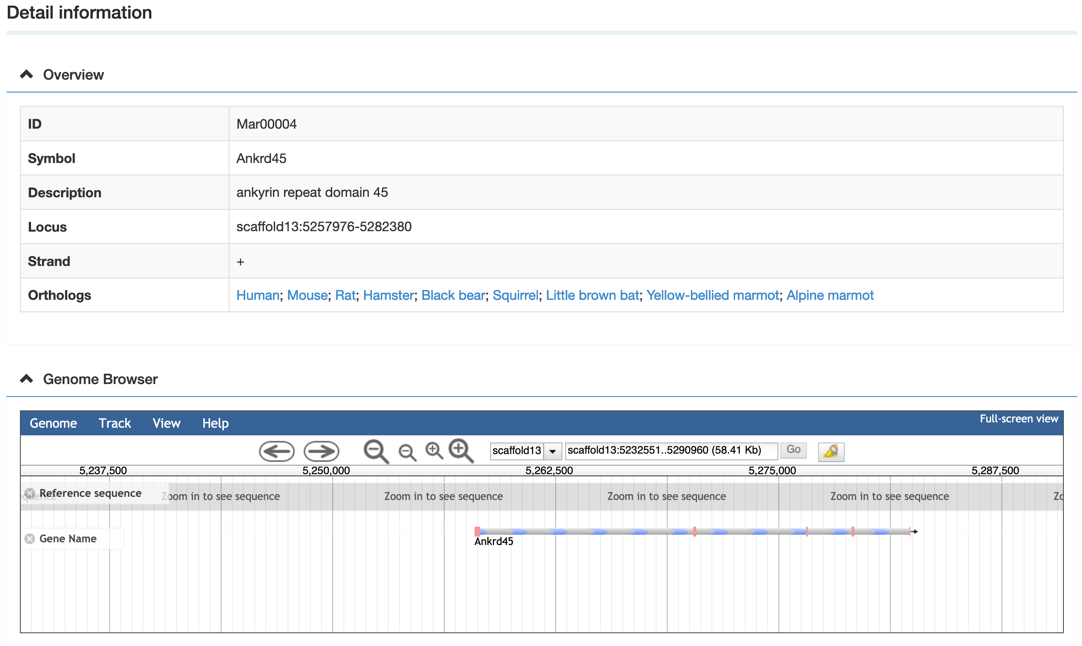 Detail information
Overview
ID Mar00004
Symbol Ankrd45
Description ankyrin repeat domain 45
Locus scaffold13:5257976-5282380
Strand +
Orthologs Human; Mouse; Rat; Hamster; Black bear; Squirrel; Little brown bat; Yellow-bellied marmot; Alpine marmot
Genome Browser
Genome Track View Help Full-screen view
scaffold13 scaffold13:5232551..5290960 (58.41 Kb) Go
5,237,500 5,250,000 5,262,500 5,275,000 5,287,500
Reference sequence Zoom in to see sequence Zoom in to see sequence Zoom in to see sequence Zoom in to see sequence Zo
Gene Name
Ankrd45